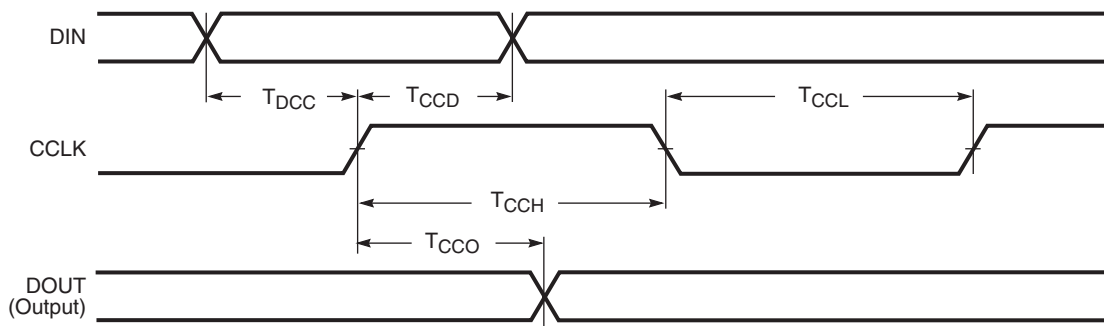 DIN
TDCC
TCCD
TCCL
CCLK
TCCH
TCCO
DOUT
(Output)